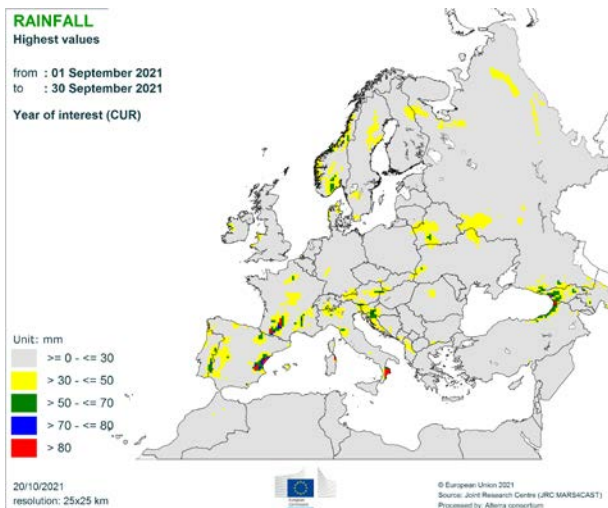 RAINFALL
Highest values
from : 01 September 2021
to : 30 September 2021
Year of interest (CUR)
Unit: mm
>= 0 - <= 30
> 30 - <= 50
> 50 - <= 70
> 70 - <= 80
> 80
20/10/2021
resolution: 25x25 km
European
Commission
© European Union 2021
Source: Joint Research Centre (JRC MARS4CAST)
Processed by: Alterra consortium